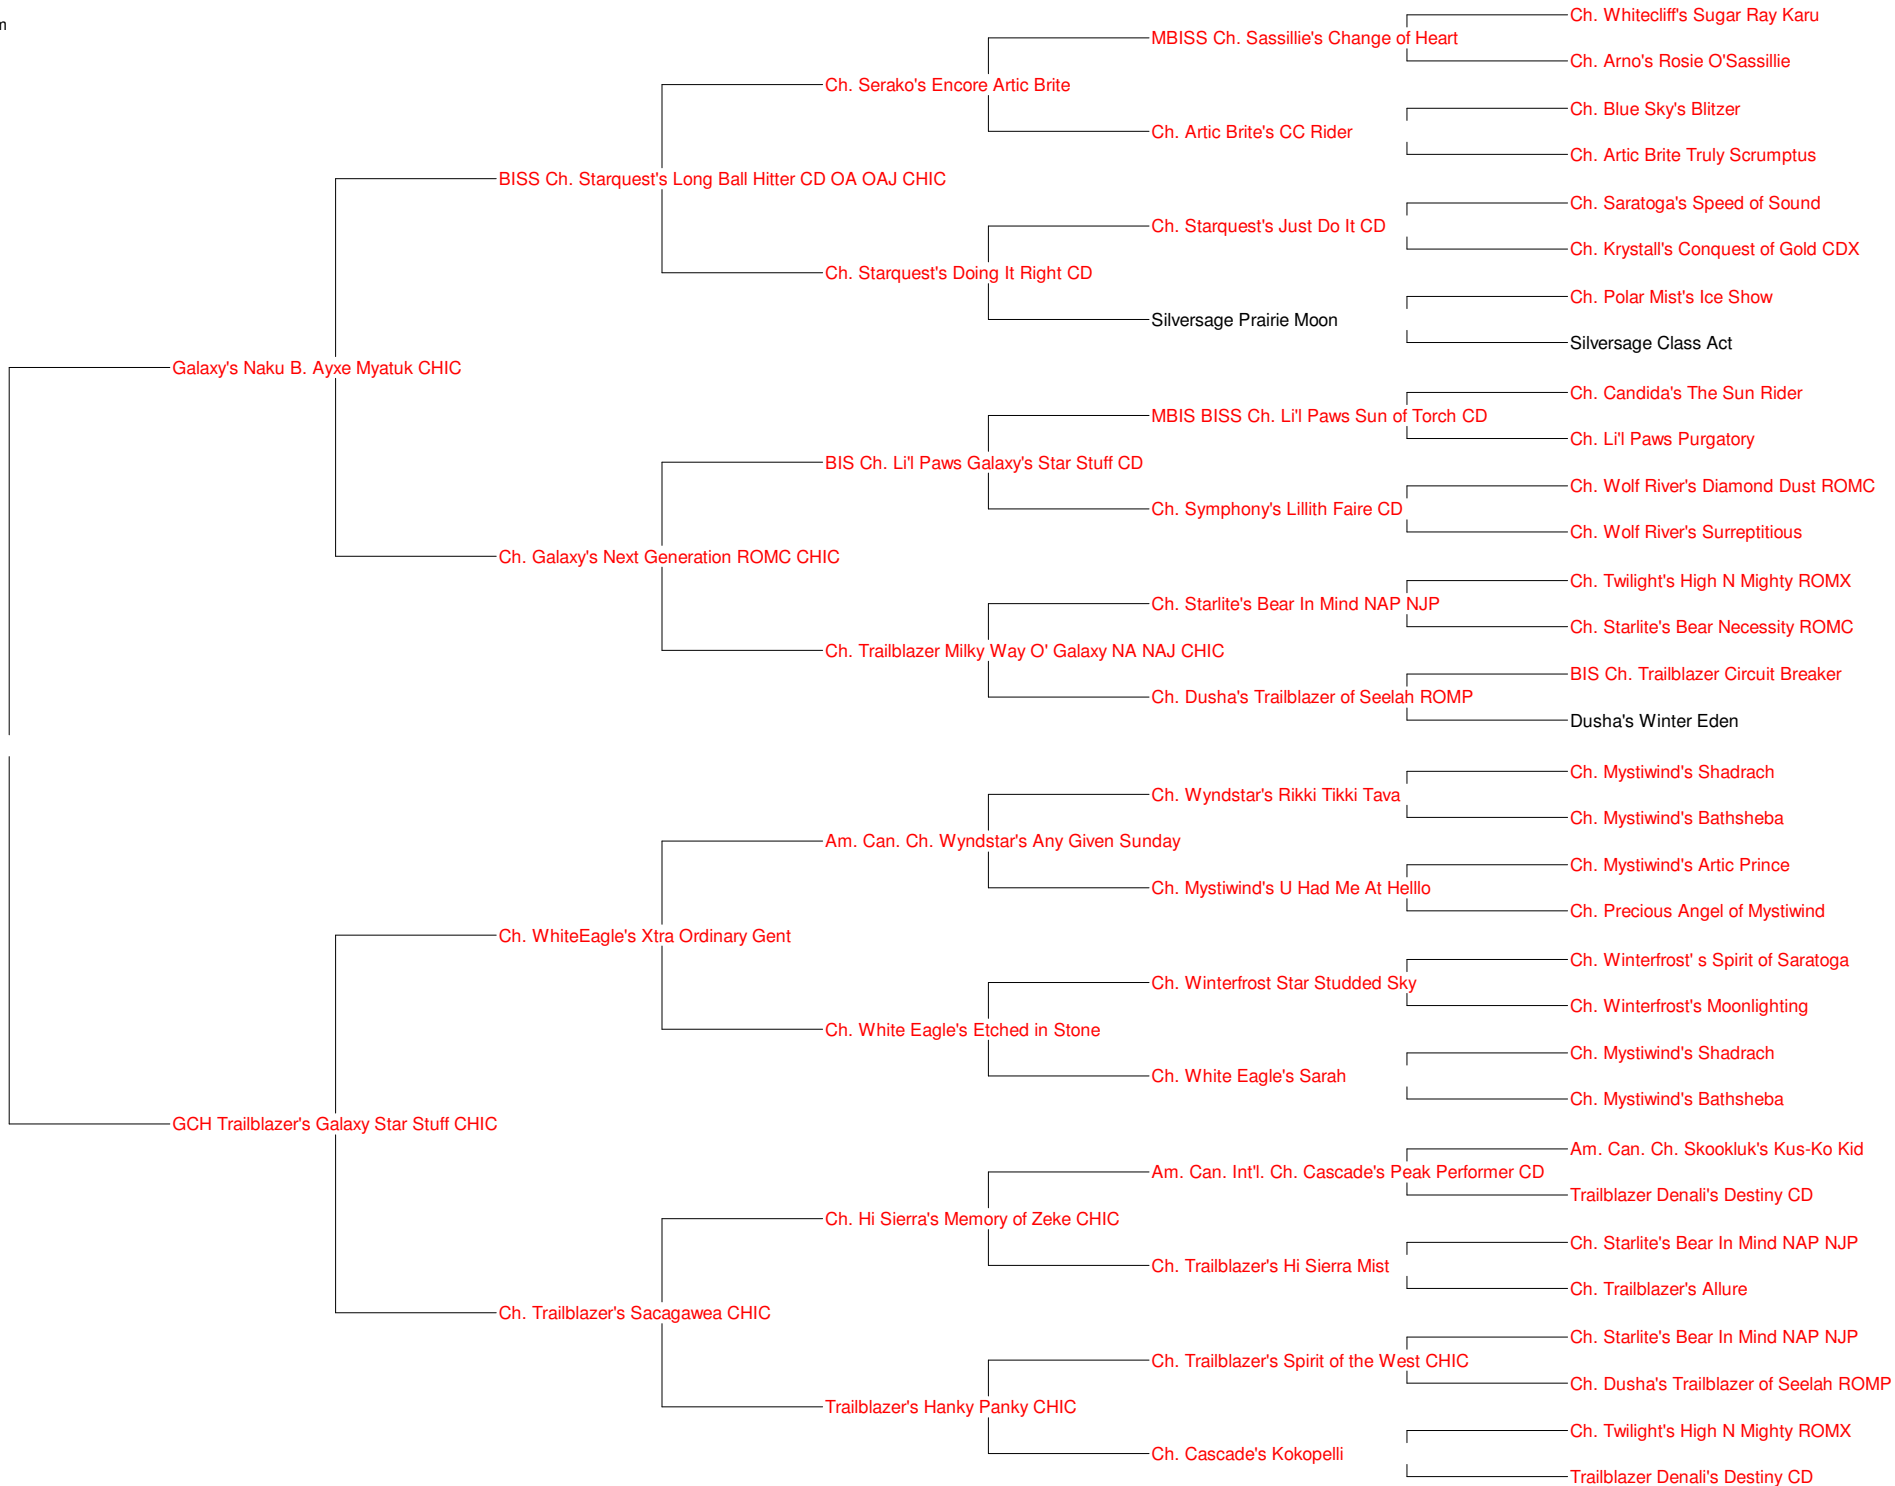 Ch. Whitecliff's Sugar Ray Karu
MBISS Ch. Sassillie's Change of Heart
Ch. Arno's Rosie O'Sassillie
Ch. Serako's Encore Artic Brite
Ch. Blue Sky's Blitzer
Ch. Artic Brite's CC Rider
Ch. Artic Brite Truly Scrumptus
BISS Ch. Starquest's Long Ball Hitter CD OA OAJ CHIC
Ch. Saratoga's Speed of Sound
Ch. Starquest's Just Do It CD
Ch. Krystall's Conquest of Gold CDX
Ch. Starquest's Doing It Right CD
Ch. Polar Mist's Ice Show
Silversage Prairie Moon
Silversage Class Act
Galaxy's Naku B. Ayxe Myatuk CHIC
Ch. Candida's The Sun Rider
MBIS BISS Ch. Li'l Paws Sun of Torch CD
Ch. Li'l Paws Purgatory
BIS Ch. Li'l Paws Galaxy's Star Stuff CD
Ch. Wolf River's Diamond Dust ROMC
Ch. Symphony's Lillith Faire CD
Ch. Wolf River's Surreptitious
Ch. Galaxy's Next Generation ROMC CHIC
Ch. Twilight's High N Mighty ROMX
Ch. Starlite's Bear In Mind NAP NJP
Ch. Starlite's Bear Necessity ROMC
Ch. Trailblazer Milky Way O' Galaxy NA NAJ CHIC
BIS Ch. Trailblazer Circuit Breaker
Ch. Dusha's Trailblazer of Seelah ROMP
Dusha's Winter Eden
Ch. Mystiwind's Shadrach
Ch. Wyndstar's Rikki Tikki Tava
Ch. Mystiwind's Bathsheba
Am. Can. Ch. Wyndstar's Any Given Sunday
Ch. Mystiwind's Artic Prince
Ch. Mystiwind's U Had Me At Helllo
Ch. Precious Angel of Mystiwind
Ch. WhiteEagle's Xtra Ordinary Gent
Ch. Winterfrost' s Spirit of Saratoga
Ch. Winterfrost Star Studded Sky
Ch. Winterfrost's Moonlighting
Ch. White Eagle's Etched in Stone
Ch. Mystiwind's Shadrach
Ch. White Eagle's Sarah
Ch. Mystiwind's Bathsheba
GCH Trailblazer's Galaxy Star Stuff CHIC
Am. Can. Ch. Skookluk's Kus-Ko Kid
Am. Can. Int'l. Ch. Cascade's Peak Performer CD
Trailblazer Denali's Destiny CD
Ch. Hi Sierra's Memory of Zeke CHIC
Ch. Starlite's Bear In Mind NAP NJP
Ch. Trailblazer's Hi Sierra Mist
Ch. Trailblazer's Allure
Ch. Trailblazer's Sacagawea CHIC
Ch. Starlite's Bear In Mind NAP NJP
Ch. Trailblazer's Spirit of the West CHIC
Ch. Dusha's Trailblazer of Seelah ROMP
Trailblazer's Hanky Panky CHIC
Ch. Twilight's High N Mighty ROMX
Ch. Cascade's Kokopelli
Trailblazer Denali's Destiny CD